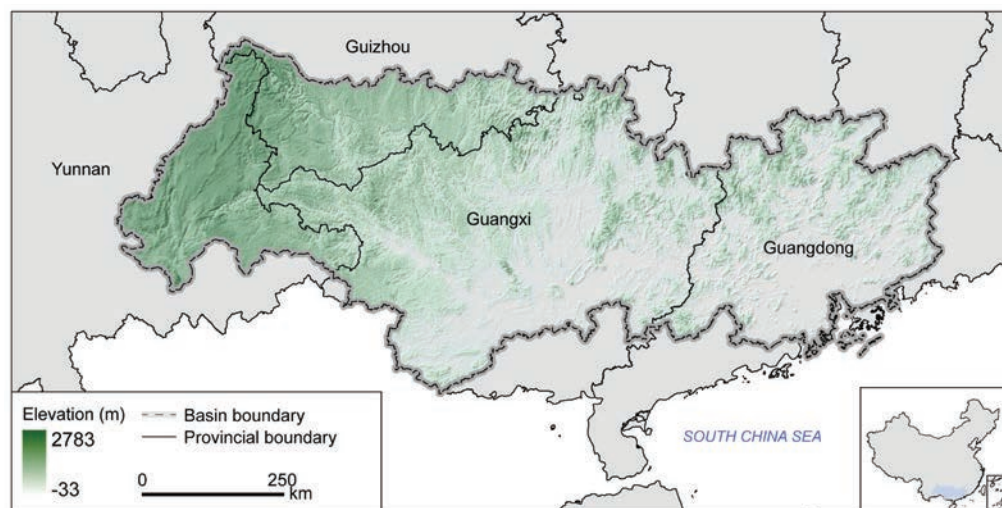 Guizhou
Yunnan
Guangxi
Guangdong
Elevation (m)
2783
-33
Basin boundary
Provincial boundary
0 250
km
SOUTH CHINA SEA